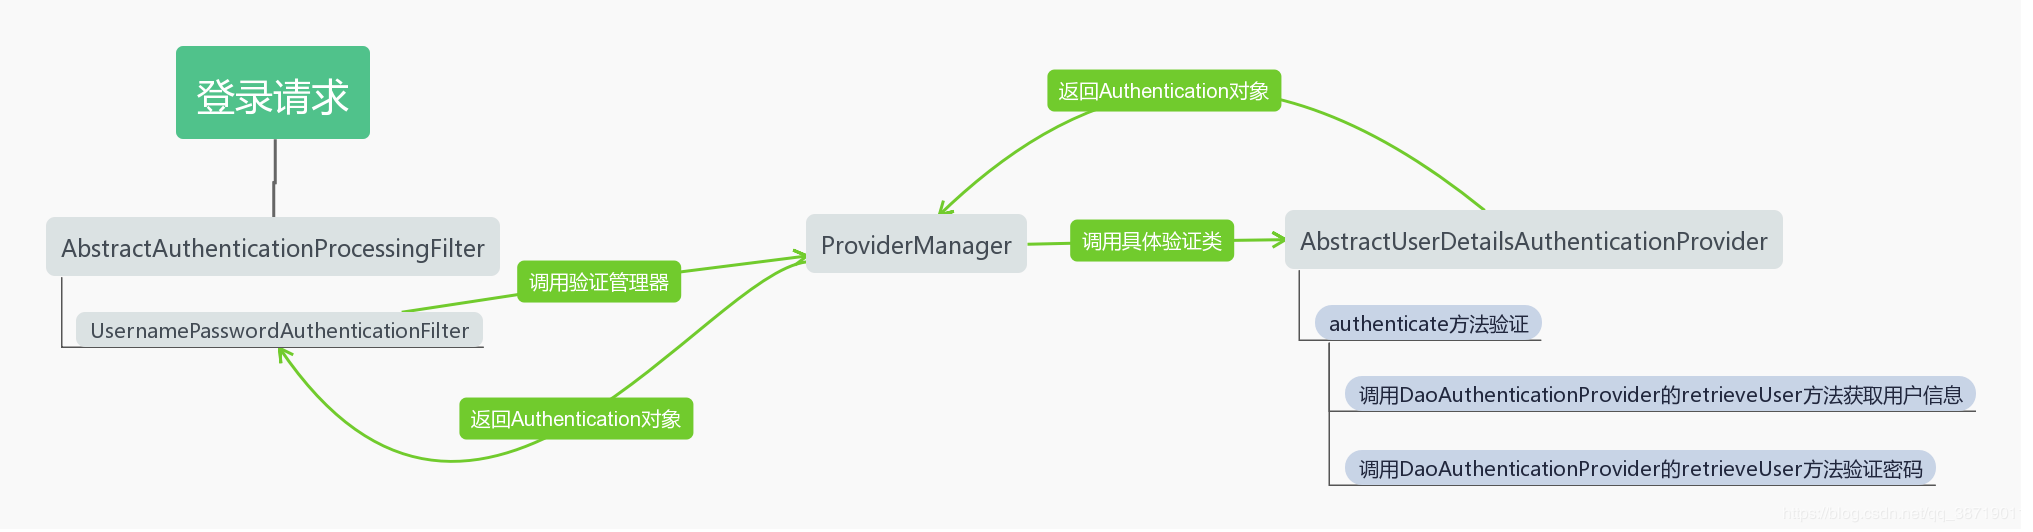 登录请求
返回Authentication对象
AbstractAuthenticationProcessingFilter
ProviderManager
调用具体验证类
AbstractUserDetailsAuthenticationProvider
调用验证管理器
UsernamePasswordAuthenticationFilter
authenticate方法验证
返回Authentication对象
调用DaoAuthenticationProvider的retrieveUser方法获取用户信息
调用DaoAuthenticationProvider的retrieveUser方法验证密码
https://blog.csdn.net/qq_3871901